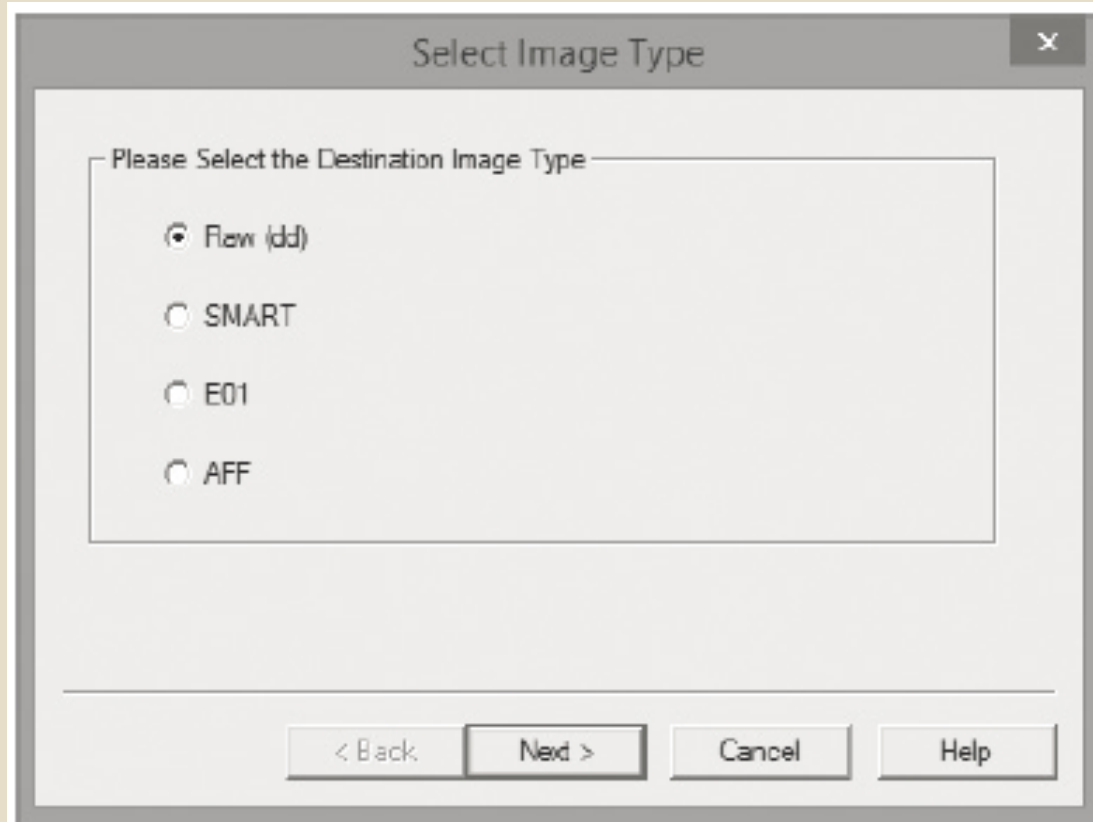 Select Image Type
x
Please Select the Destination Image Type
Raw (dd)
SMART
E01
AFF
< Back
Next >
Cancel
Help